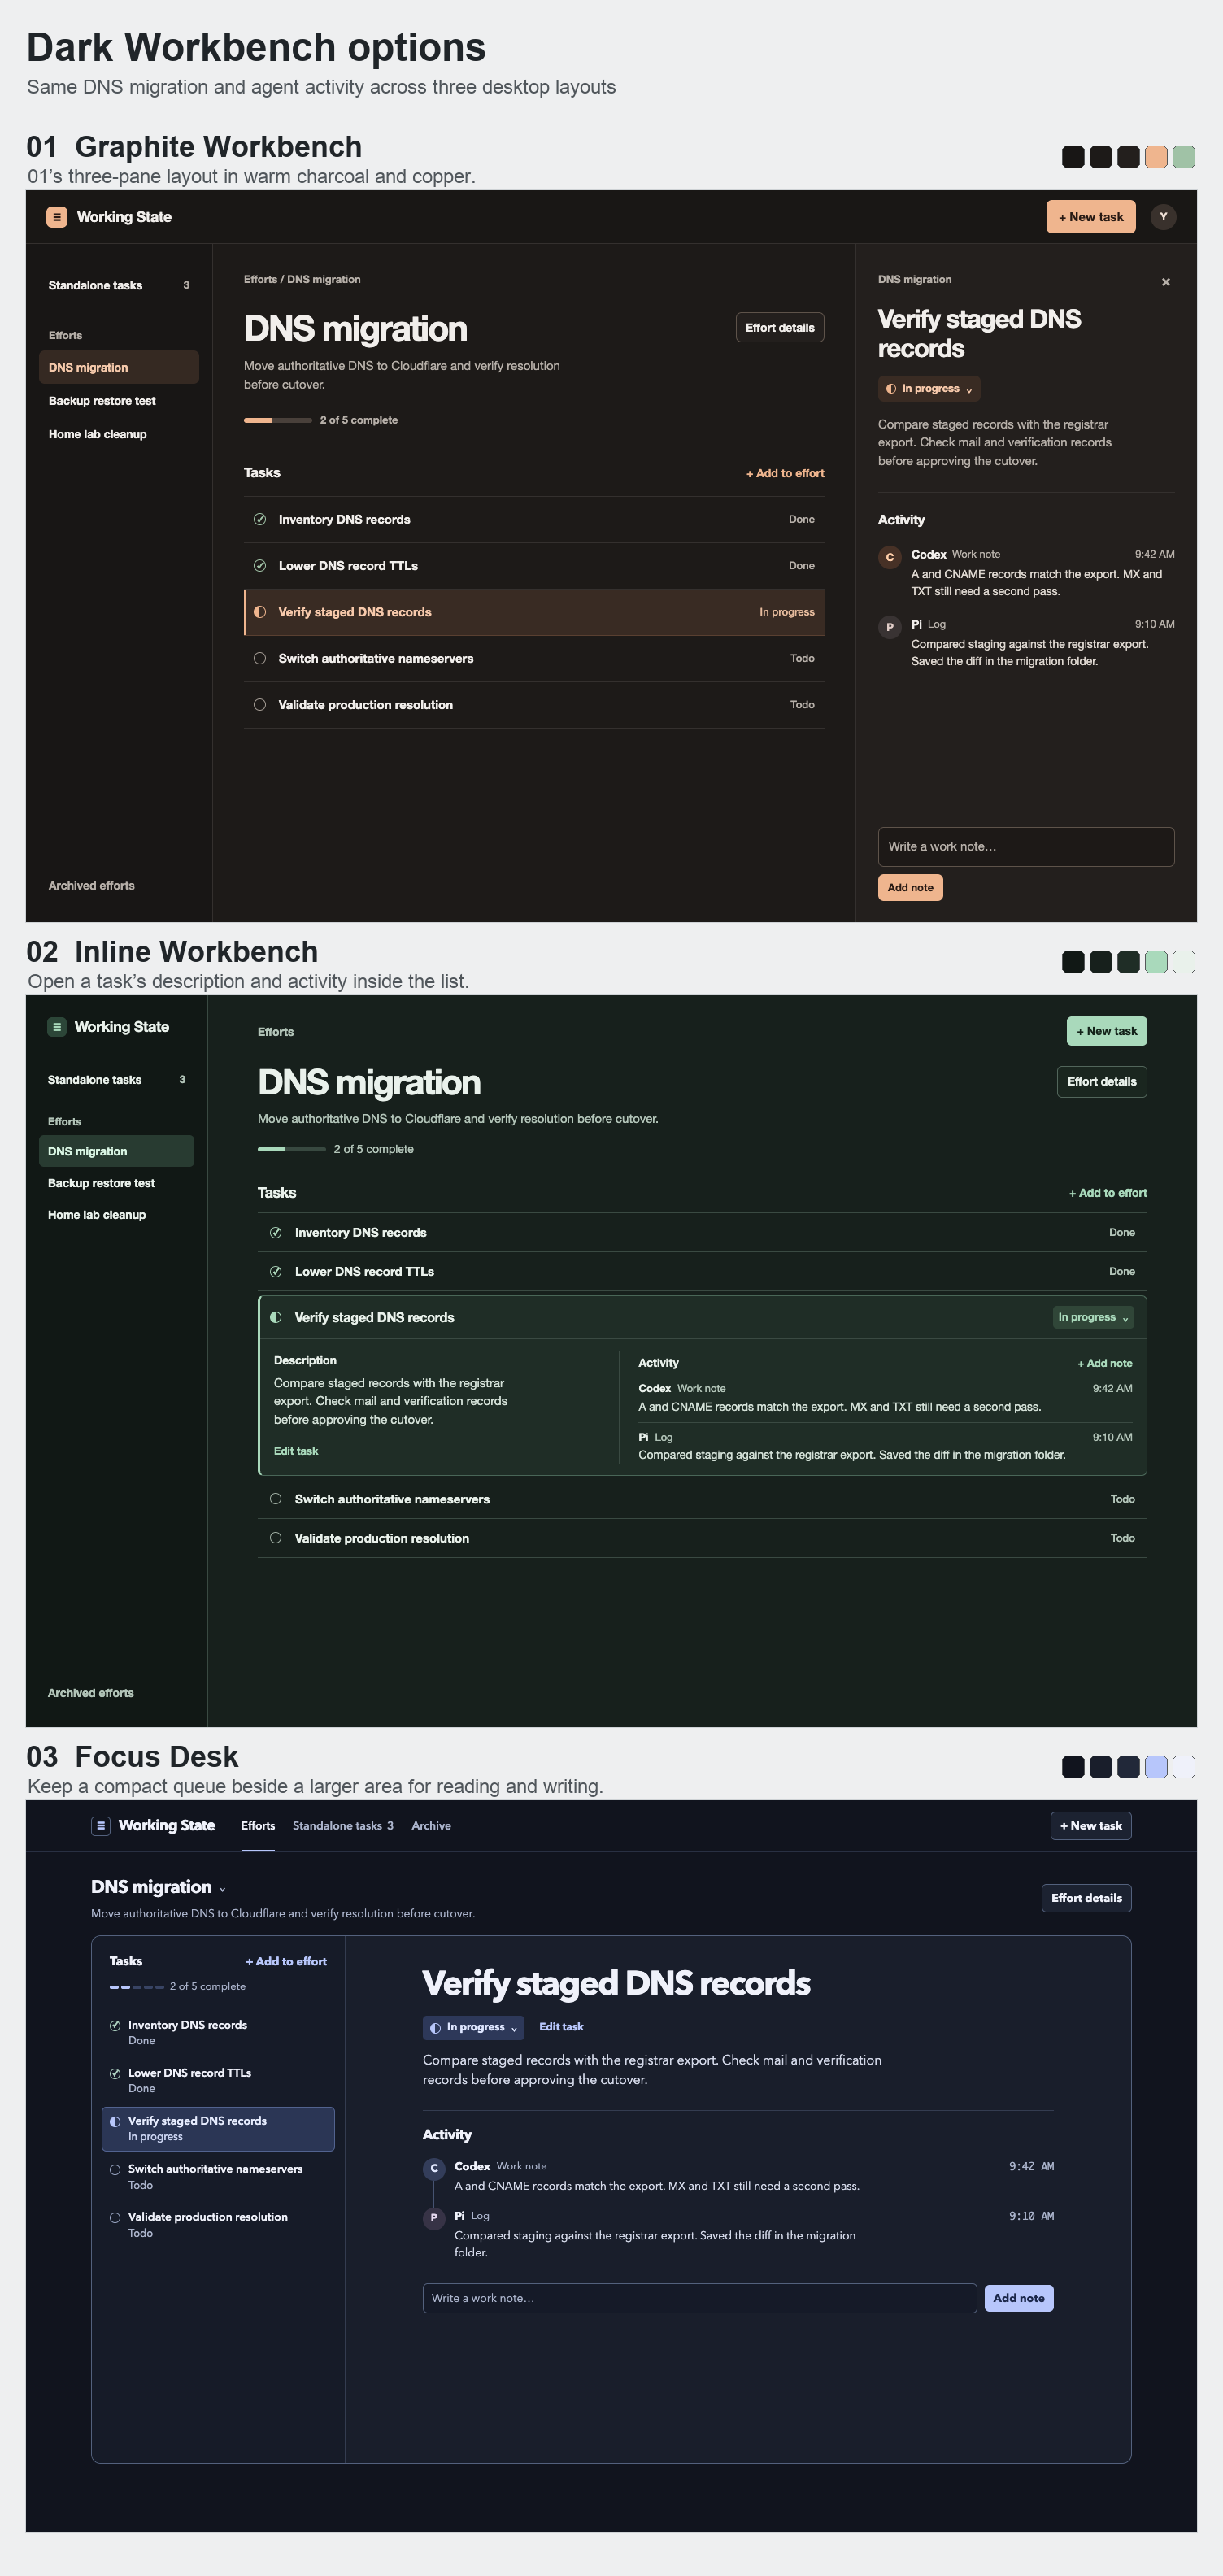 Dark Workbench options
Same DNS migration and agent activity across three desktop layouts
01 Graphite Workbench
01’s three-pane layout in warm charcoal and copper.
Working State
+ New task
Y
Standalone tasks 3
Efforts
DNS migration
Backup restore test
Home lab cleanup
Archived efforts
Efforts / DNS migration
DNS migration
Effort details
Move authoritative DNS to Cloudflare and verify resolution
before cutover.
2 of 5 complete
Tasks
+ Add to effort
Inventory DNS records Done
Lower DNS record TTLs Done
Verify staged DNS records In progress
Switch authoritative nameservers Todo
Validate production resolution Todo
DNS migration
×
Verify staged DNS
records
In progress
Compare staged records with the registrar
export. Check mail and verification records
before approving the cutover.
Activity
C
Codex Work note 9:42 AM
A and CNAME records match the export. MX and
TXT still need a second pass.
P
Pi Log 9:10 AM
Compared staging against the registrar export.
Saved the diff in the migration folder.
Write a work note…
Add note
02 Inline Workbench
Open a task’s description and activity inside the list.
Working State
Standalone tasks 3
Efforts
DNS migration
Backup restore test
Home lab cleanup
Archived efforts
Efforts
+ New task
DNS migration
Effort details
Move authoritative DNS to Cloudflare and verify resolution before cutover.
2 of 5 complete
Tasks
+ Add to effort
Inventory DNS records Done
Lower DNS record TTLs Done
Verify staged DNS records In progress
Description
Compare staged records with the registrar
export. Check mail and verification records
before approving the cutover.
Edit task
Activity
+ Add note
Codex Work note 9:42 AM
A and CNAME records match the export. MX and TXT still need a second pass.
Pi Log 9:10 AM
Compared staging against the registrar export. Saved the diff in the migration folder.
Switch authoritative nameservers Todo
Validate production resolution Todo
03 Focus Desk
Keep a compact queue beside a larger area for reading and writing.
Working State
Efforts
Standalone tasks 3
Archive
+ New task
DNS migration
Effort details
Move authoritative DNS to Cloudflare and verify resolution before cutover.
Tasks
+ Add to effort
2 of 5 complete
Inventory DNS records
Done
Lower DNS record TTLs
Done
Verify staged DNS records
In progress
Switch authoritative nameservers
Todo
Validate production resolution
Todo
Verify staged DNS records
In progress
Edit task
Compare staged records with the registrar export. Check mail and verification
records before approving the cutover.
Activity
C
Codex Work note 9:42 AM
A and CNAME records match the export. MX and TXT still need a second pass.
P
Pi Log 9:10 AM
Compared staging against the registrar export. Saved the diff in the migration
folder.
Write a work note…
Add note